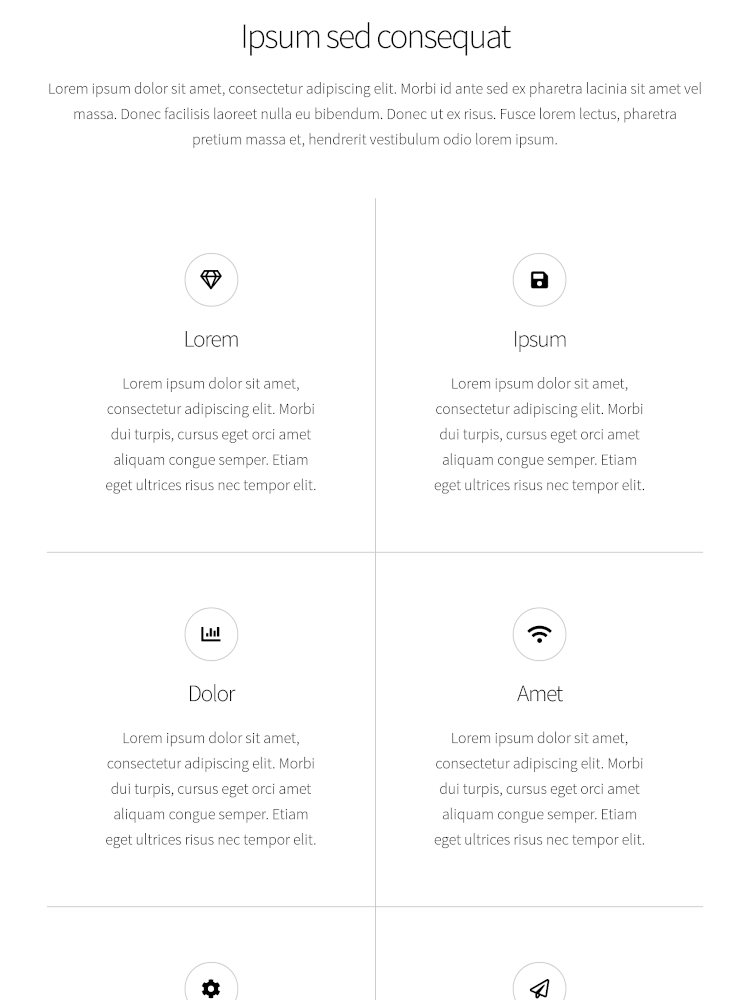 Ipsum sed consequat
Lorem ipsum dolor sit amet, consectetur adipiscing elit. Morbi id ante sed ex pharetra lacinia sit amet vel
massa. Donec facilisis laoreet nulla eu bibendum. Donec ut ex risus. Fusce lorem lectus, pharetra
pretium massa et, hendrerit vestibulum odio lorem ipsum.
Lorem
Lorem ipsum dolor sit amet,
consectetur adipiscing elit. Morbi
dui turpis, cursus eget orci amet
aliquam congue semper. Etiam
eget ultrices risus nec tempor elit.
Ipsum
Lorem ipsum dolor sit amet,
consectetur adipiscing elit. Morbi
dui turpis, cursus eget orci amet
aliquam congue semper. Etiam
eget ultrices risus nec tempor elit.
Dolor
Lorem ipsum dolor sit amet,
consectetur adipiscing elit. Morbi
dui turpis, cursus eget orci amet
aliquam congue semper. Etiam
eget ultrices risus nec tempor elit.
Amet
Lorem ipsum dolor sit amet,
consectetur adipiscing elit. Morbi
dui turpis, cursus eget orci amet
aliquam congue semper. Etiam
eget ultrices risus nec tempor elit.